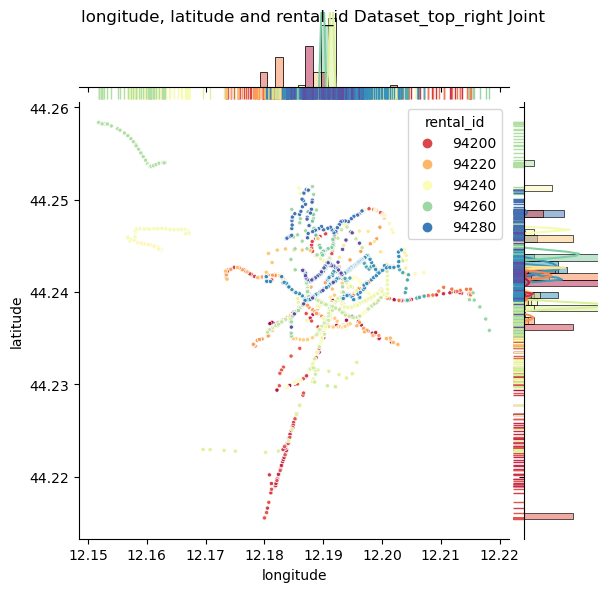 longitude, latitude and rental_id Dataset_top_right Joint
44.26
44.25
44.24
44.23
44.22
latitude
rental_id
94200
94220
94240
94260
94280
12.15 12.16 12.17 12.18 12.19 12.20 12.21 12.22
longitude